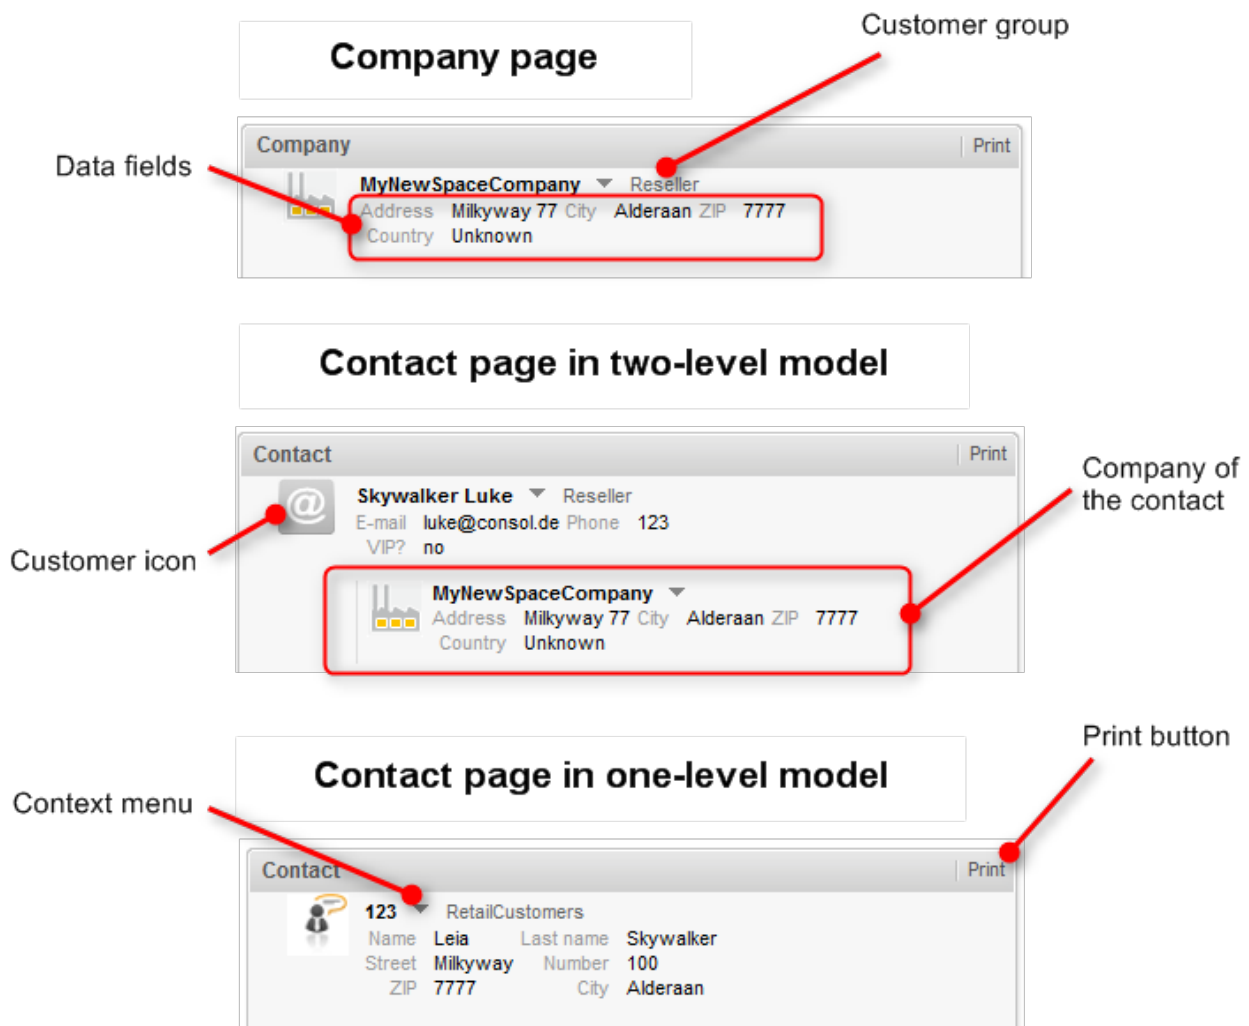 Customer group
Company page
Data fields
Company Print
MyNewSpaceCompany Reseller
Address Milkyway 77 City Alderaan ZIP 7777
Country Unknown
Contact page in two-level model
Contact Print
Company of
the contact
Skywalker Luke Reseller
E-mail luke@consol.de Phone 123
VIP? no
Customer icon
MyNewSpaceCompany
Address Milkyway 77 City Alderaan ZIP 7777
Country Unknown
Print button
Contact page in one-level model
Context menu
Contact Print
123 RetailCustomers
Name Leia Last name Skywalker
Street Milkyway Number 100
ZIP 7777 City Alderaan